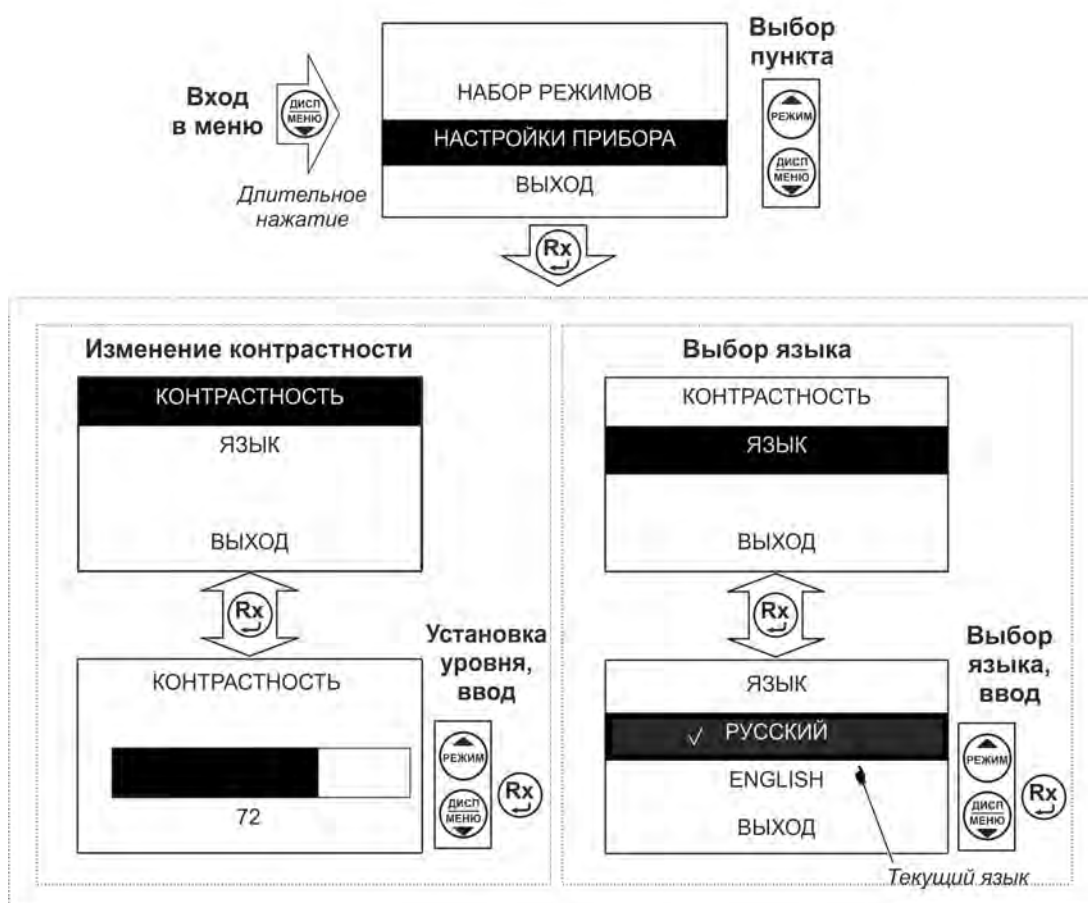 Вход
в меню
ДИСП
МЕНЮ
Длительное
нажатие
НАБОР РЕЖИМОВ
НАСТРОЙКИ ПРИБОРА
ВЫХОД
Выбор
пункта
РЕЖИМ
ДИСП
МЕНЮ
Rx
Изменение контрастности
КОНТРАСТНОСТЬ
ЯЗЫК
ВЫХОД
Rx
КОНТРАСТНОСТЬ
72
Установка
уровня,
ввод
РЕЖИМ
ДИСП
МЕНЮ
Rx
Выбор языка
КОНТРАСТНОСТЬ
ЯЗЫК
ВЫХОД
Rx
ЯЗЫК
✓ РУССКИЙ
ENGLISH
ВЫХОД
Выбор
языка,
ввод
РЕЖИМ
ДИСП
МЕНЮ
Rx
Текущий язык